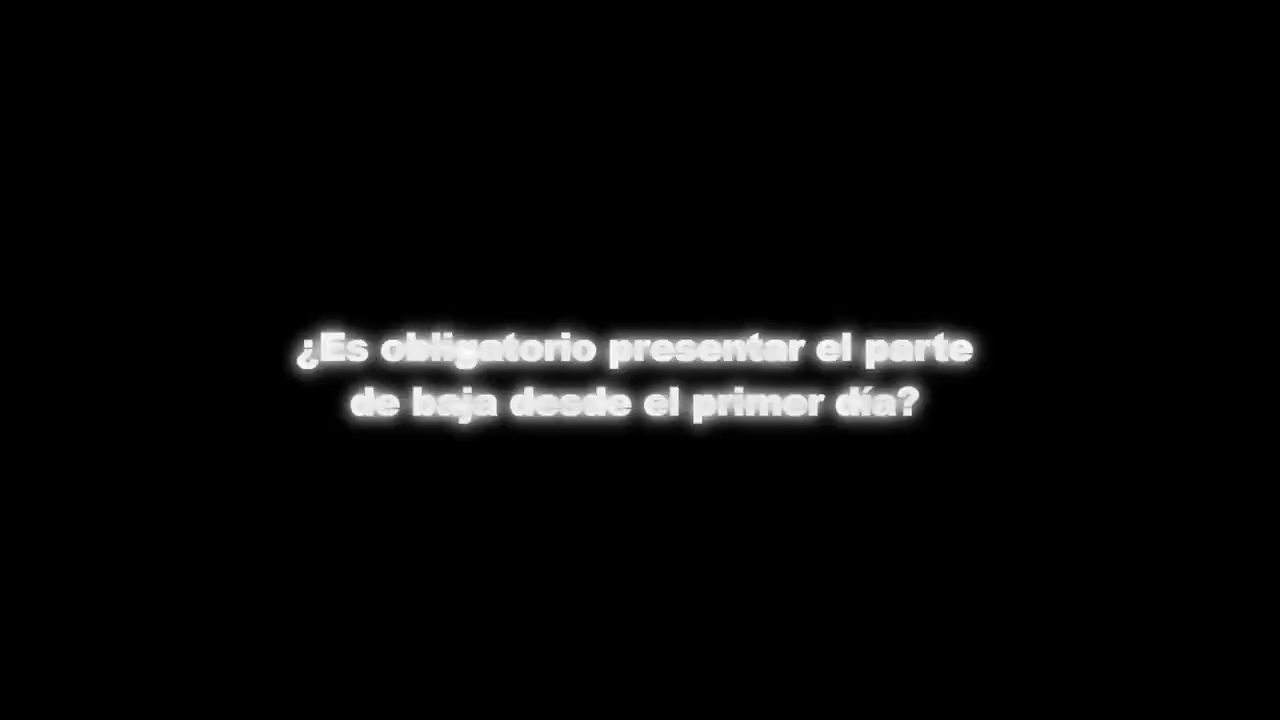 ¿Es obligatorio presentar el parte
de baja desde el primer día?